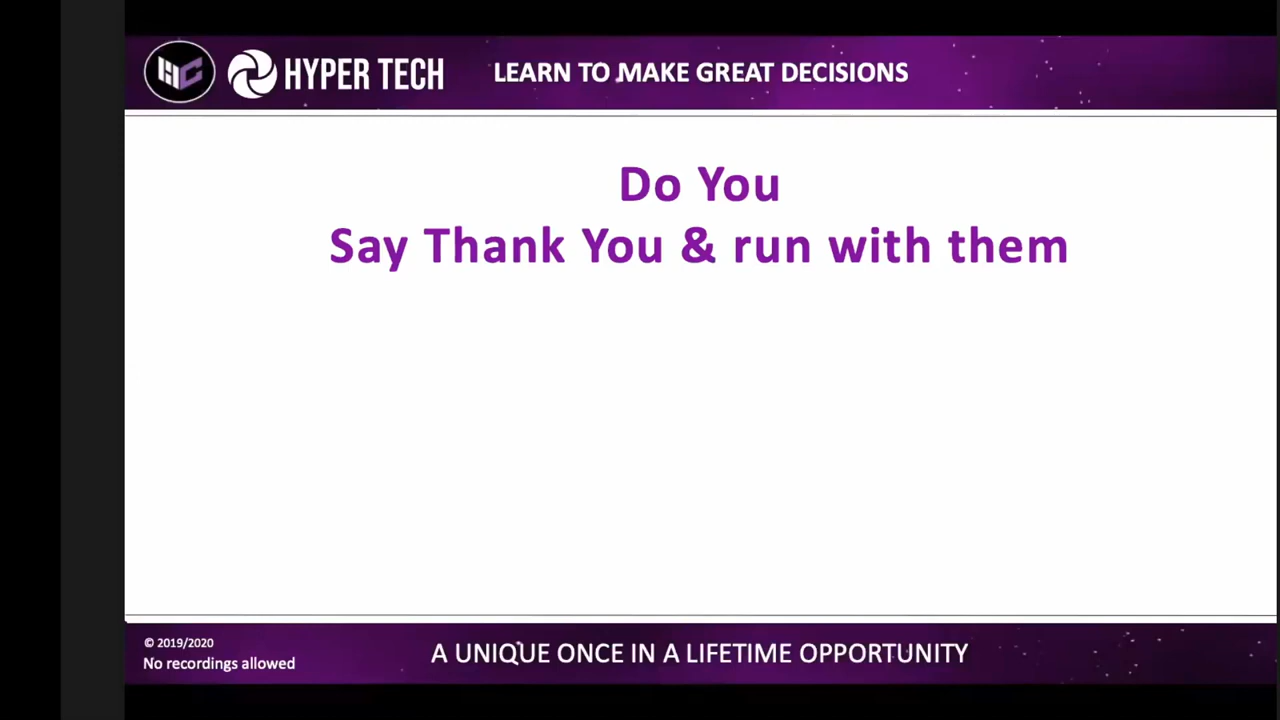 HC HYPER TECH LEARN TO MAKE GREAT DECISIONS
Do You
Say Thank You & run with them
© 2019/2020
No recordings allowed
A UNIQUE ONCE IN A LIFETIME OPPORTUNITY